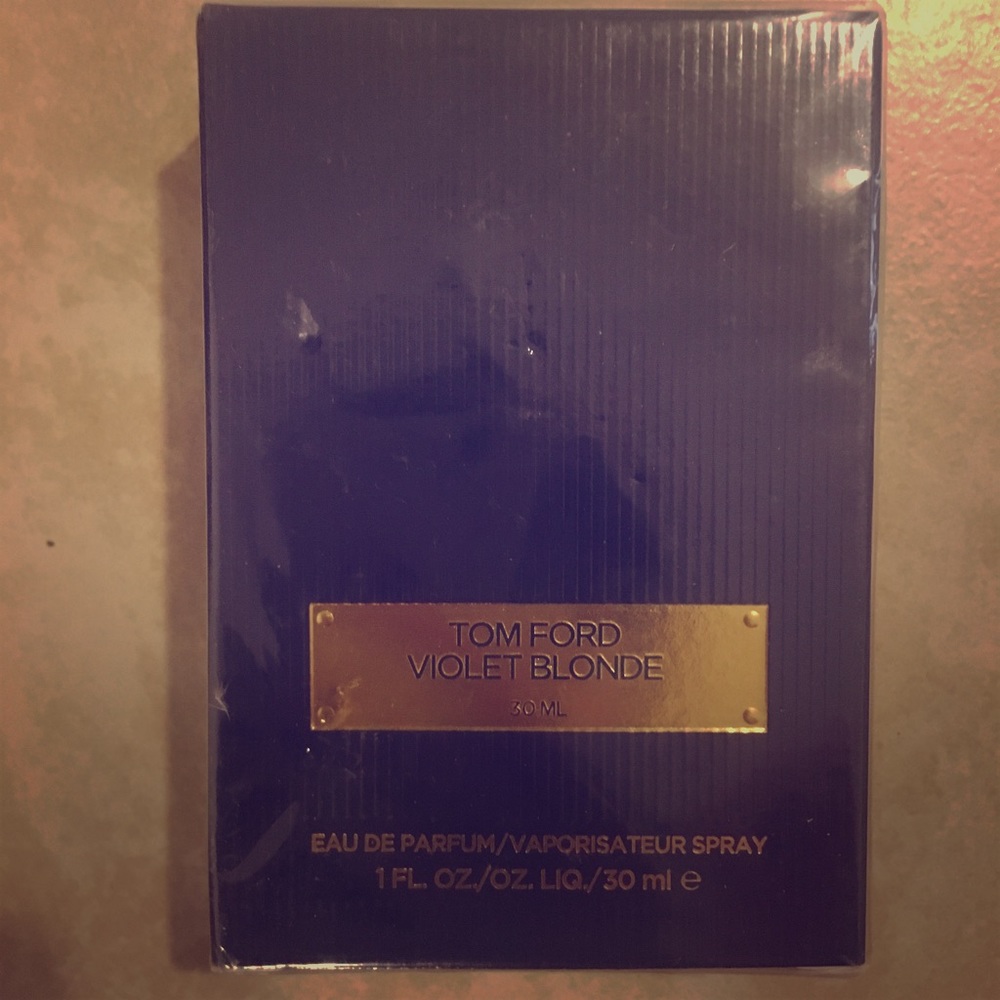 TOM FORD
VIOLET BLONDE
30 ML
EAU DE PARFUM/VAPORISATEUR SPRAY
1 FL. OZ./OZ. LIQ./30 ml ℮